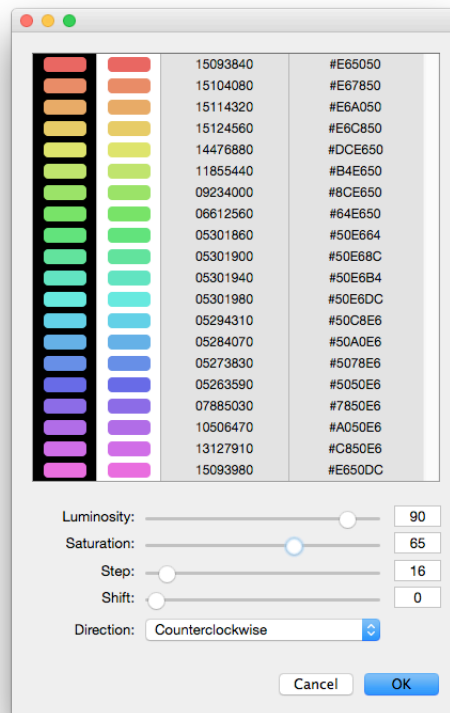 15093840 #E65050
15104080 #E67850
15114320 #E6A050
15124560 #E6C850
14476880 #DCE650
11855440 #B4E650
09234000 #8CE650
06612560 #64E650
05301860 #50E664
05301900 #50E68C
05301940 #50E6B4
05301980 #50E6DC
05294310 #50C8E6
05284070 #50A0E6
05273830 #5078E6
05263590 #5050E6
07885030 #7850E6
10506470 #A050E6
13127910 #C850E6
15093980 #E650DC
Luminosity: 90
Saturation: 65
Step: 16
Shift: 0
Direction: Counterclockwise
Cancel OK